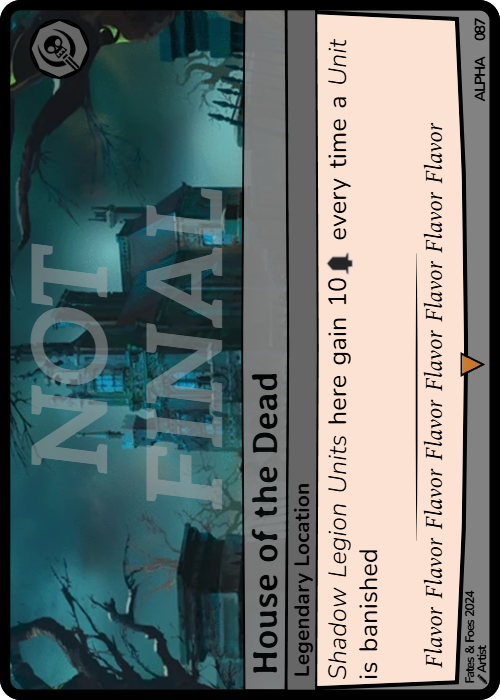 NOT
FINAL
House of the Dead
Legendary Location
Shadow Legion Units here gain 10 every time a Unit
is banished
Flavor Flavor Flavor Flavor Flavor Flavor Flavor Flavor
Fates & Foes 2024
Artist
ALPHA 087